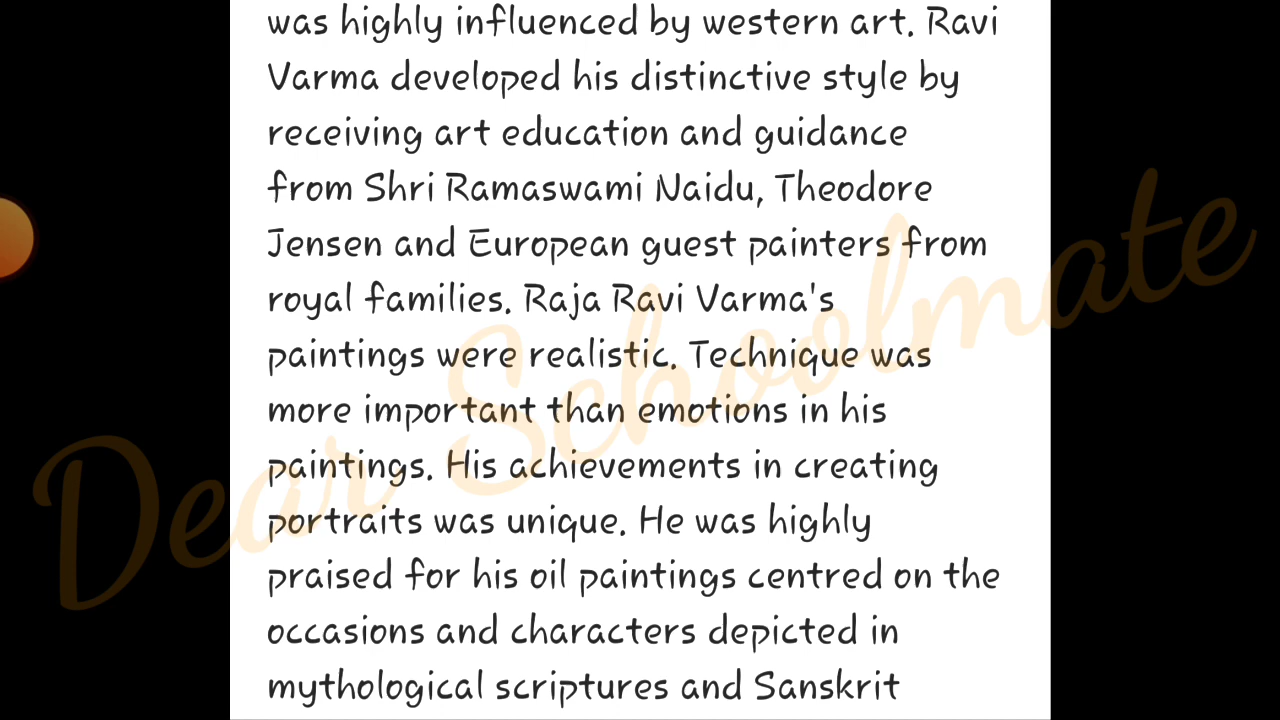 was highly influenced by western art. Ravi
Varma developed his distinctive style by
receiving art education and guidance
from Shri Ramaswami Naidu, Theodore
Jensen and European guest painters from
royal families. Raja Ravi Varma's
paintings were realistic. Technique was
more important than emotions in his
paintings. His achievements in creating
portraits was unique. He was highly
praised for his oil paintings centred on the
occasions and characters depicted in
mythological scriptures and Sanskrit
Dear Schoolmate